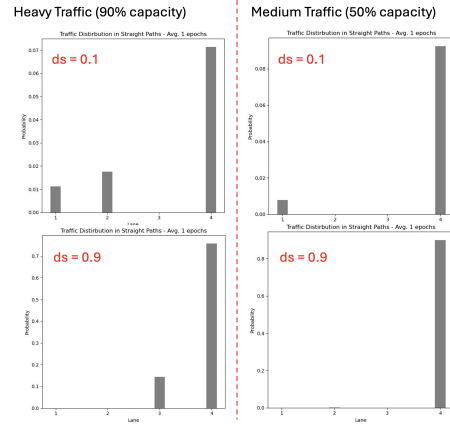 Heavy Traffic (90% capacity)
Medium Traffic (50% capacity)
Traffic Distirbution in Straight Paths - Avg. 1 epochs
ds = 0.1
Probability
0.07
0.06
0.05
0.04
0.03
0.02
0.01
0.00
1 2 3 4
Lane
Traffic Distirbution in Straight Paths - Avg. 1 epochs
ds = 0.1
Probability
0.08
0.06
0.04
0.02
0.00
1 2 3 4
Traffic Distirbution in Straight Paths - Avg. 1 epochs
ds = 0.9
Probability
0.7
0.6
0.5
0.4
0.3
0.2
0.1
0.0
1 2 3 4
Lane
Traffic Distirbution in Straight Paths - Avg. 1 epochs
ds = 0.9
Probability
0.8
0.6
0.4
0.2
0.0
1 2 3 4
Lane